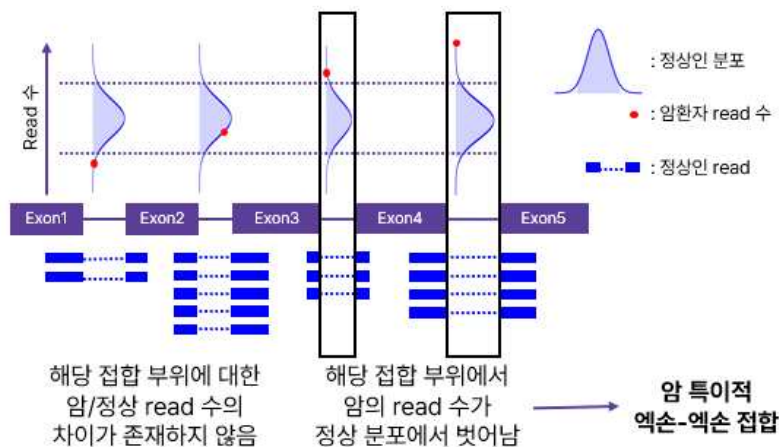 Read 수
: 정상인 분포
: 암환자 read 수
: 정상인 read
Exon1
Exon2
Exon3
Exon4
Exon5
해당 접합 부위에 대한
암/정상 read 수의
차이가 존재하지 않음
해당 접합 부위에서
암의 read 수가
정상 분포에서 벗어남
암 특이적
엑손-엑손 접합